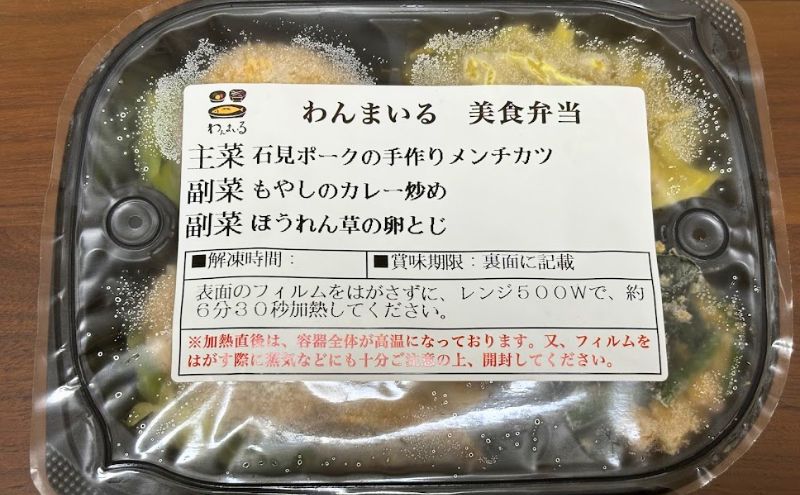 わんまいる
わんまいる 美食弁当
主菜 石見ポークの手作りメンチカツ
副菜 もやしのカレー炒め
副菜 ほうれん草の卵とじ
■解凍時間： ■賞味期限：裏面に記載
表面のフィルムをはがさずに、レンジ５００Ｗで、約
６分３０秒加熱してください。
※加熱直後は、容器全体が高温になっております。又、フィルムを
はがす際に蒸気などにも十分ご注意の上、開封してください。